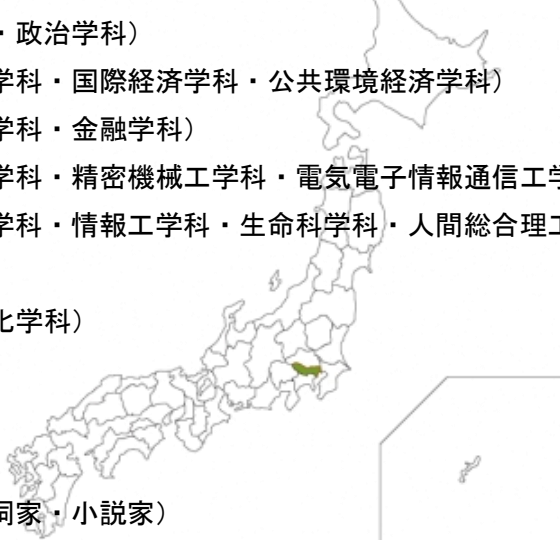 ・政治学科）
学科・国際経済学科・公共環境経済学科）
学科・金融学科）
学科・精密機械工学科・電気電子情報通信工学
学科・情報工学科・生命科学科・人間総合理工
化学科）
詞家・小説家）